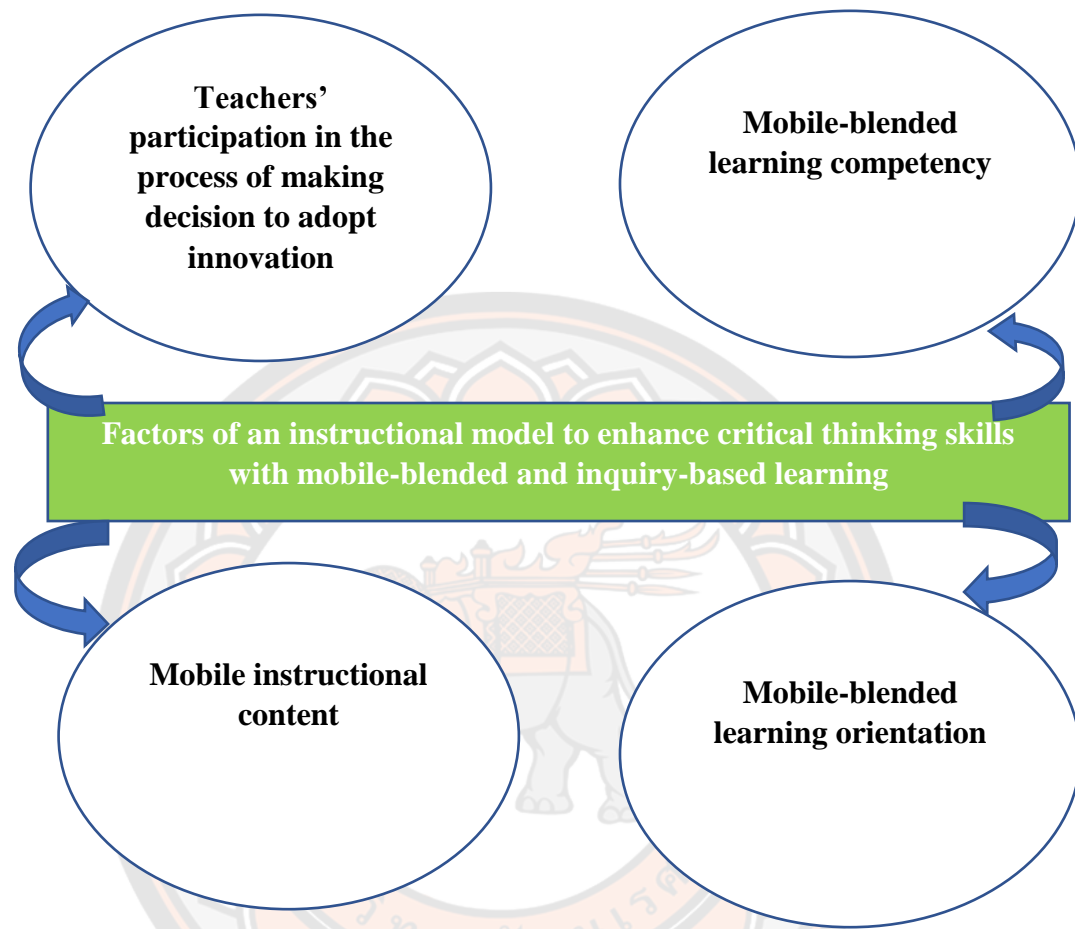 Teachers’
participation in the
process of making
decision to adopt
innovation
Mobile-blended
learning competency
Factors of an instructional model to enhance critical thinking skills
with mobile-blended and inquiry-based learning
Mobile instructional
content
Mobile-blended
learning orientation